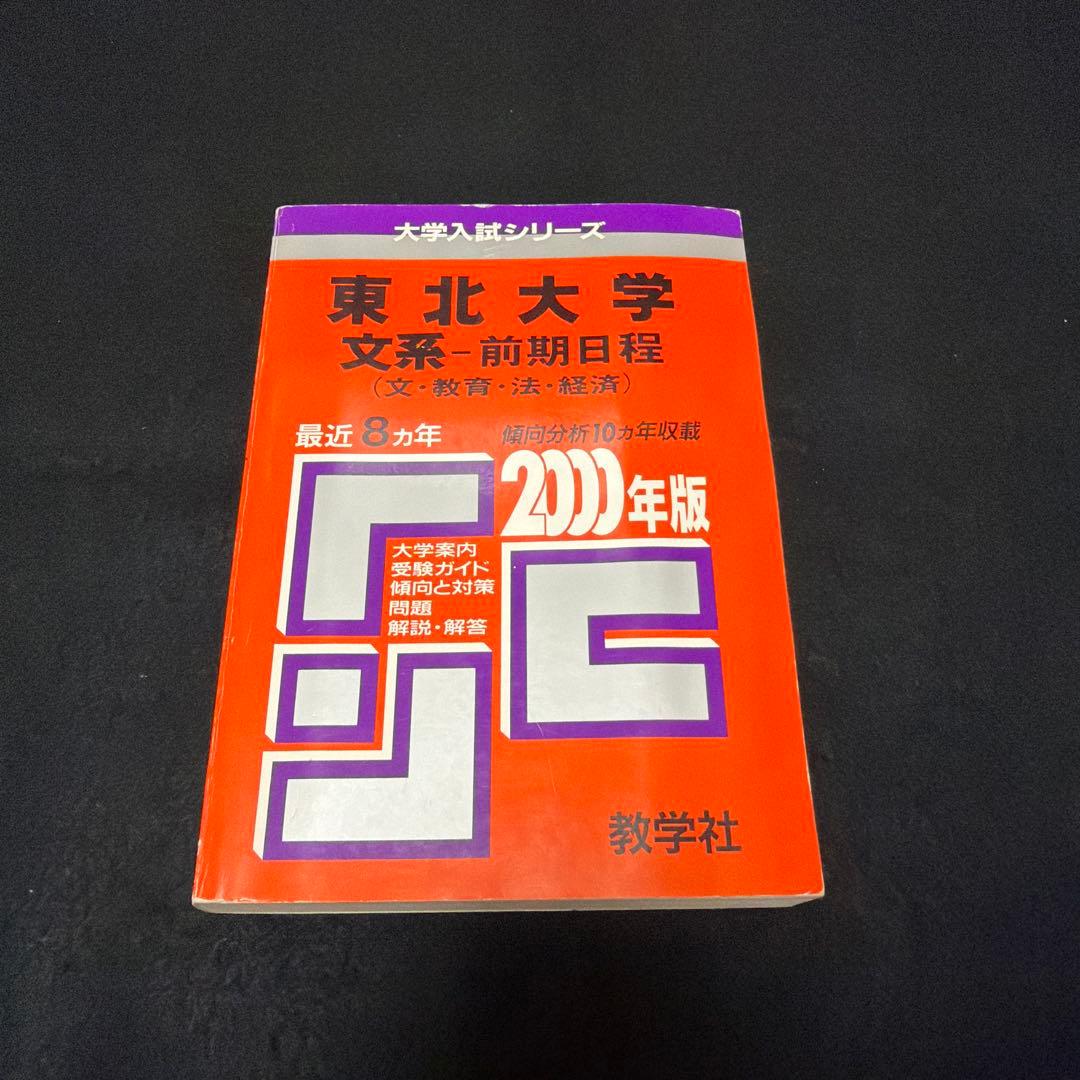 大学入試シリーズ
東北大学
文系-前期日程
(文・教育・法・経済)
最近8ヵ年
傾向分析10ヵ年収載
2000年版
大学案内
受験ガイド
傾向と対策
問題
解説・解答
教学社